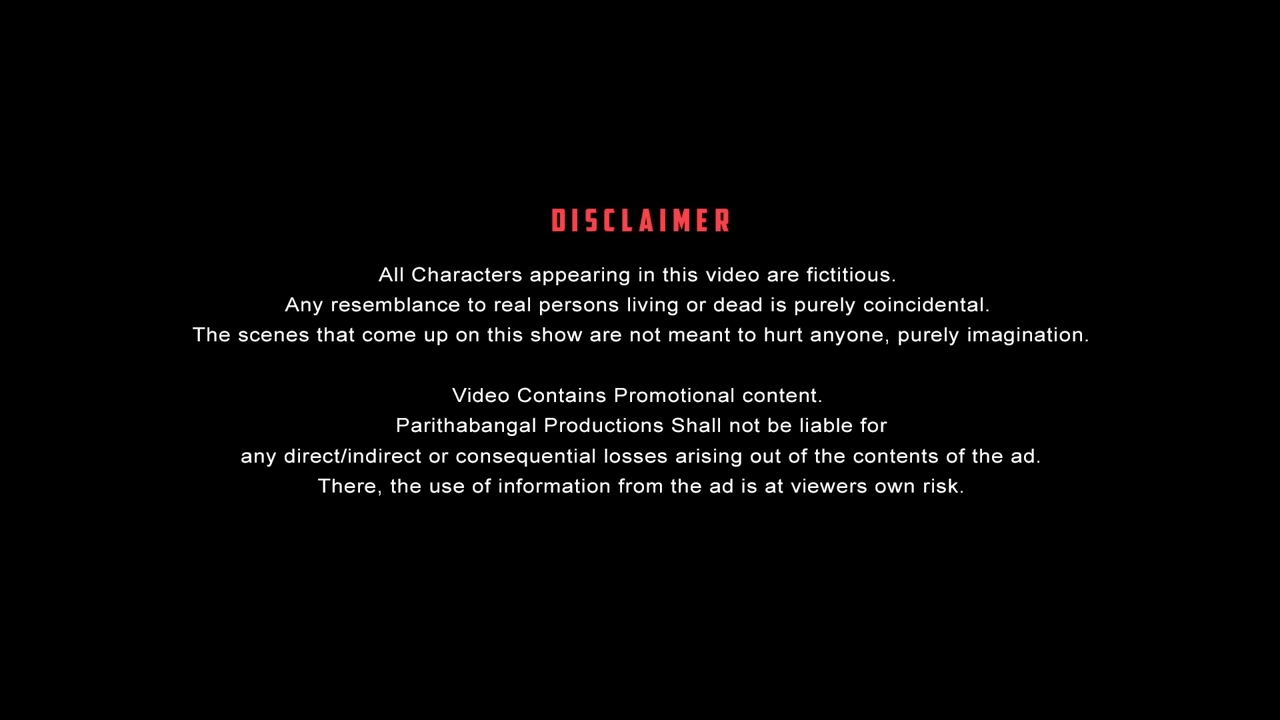 DISCLAIMER
All Characters appearing in this video are fictitious.
Any resemblance to real persons living or dead is purely coincidental.
The scenes that come up on this show are not meant to hurt anyone, purely imagination.
Video Contains Promotional content.
Parithabangal Productions Shall not be liable for
any direct/indirect or consequential losses arising out of the contents of the ad.
There, the use of information from the ad is at viewers own risk.